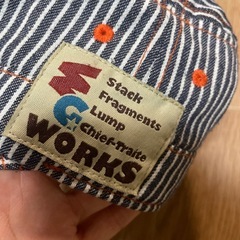 Stack
Fragments
Lump
Chief-Traite
WORKS